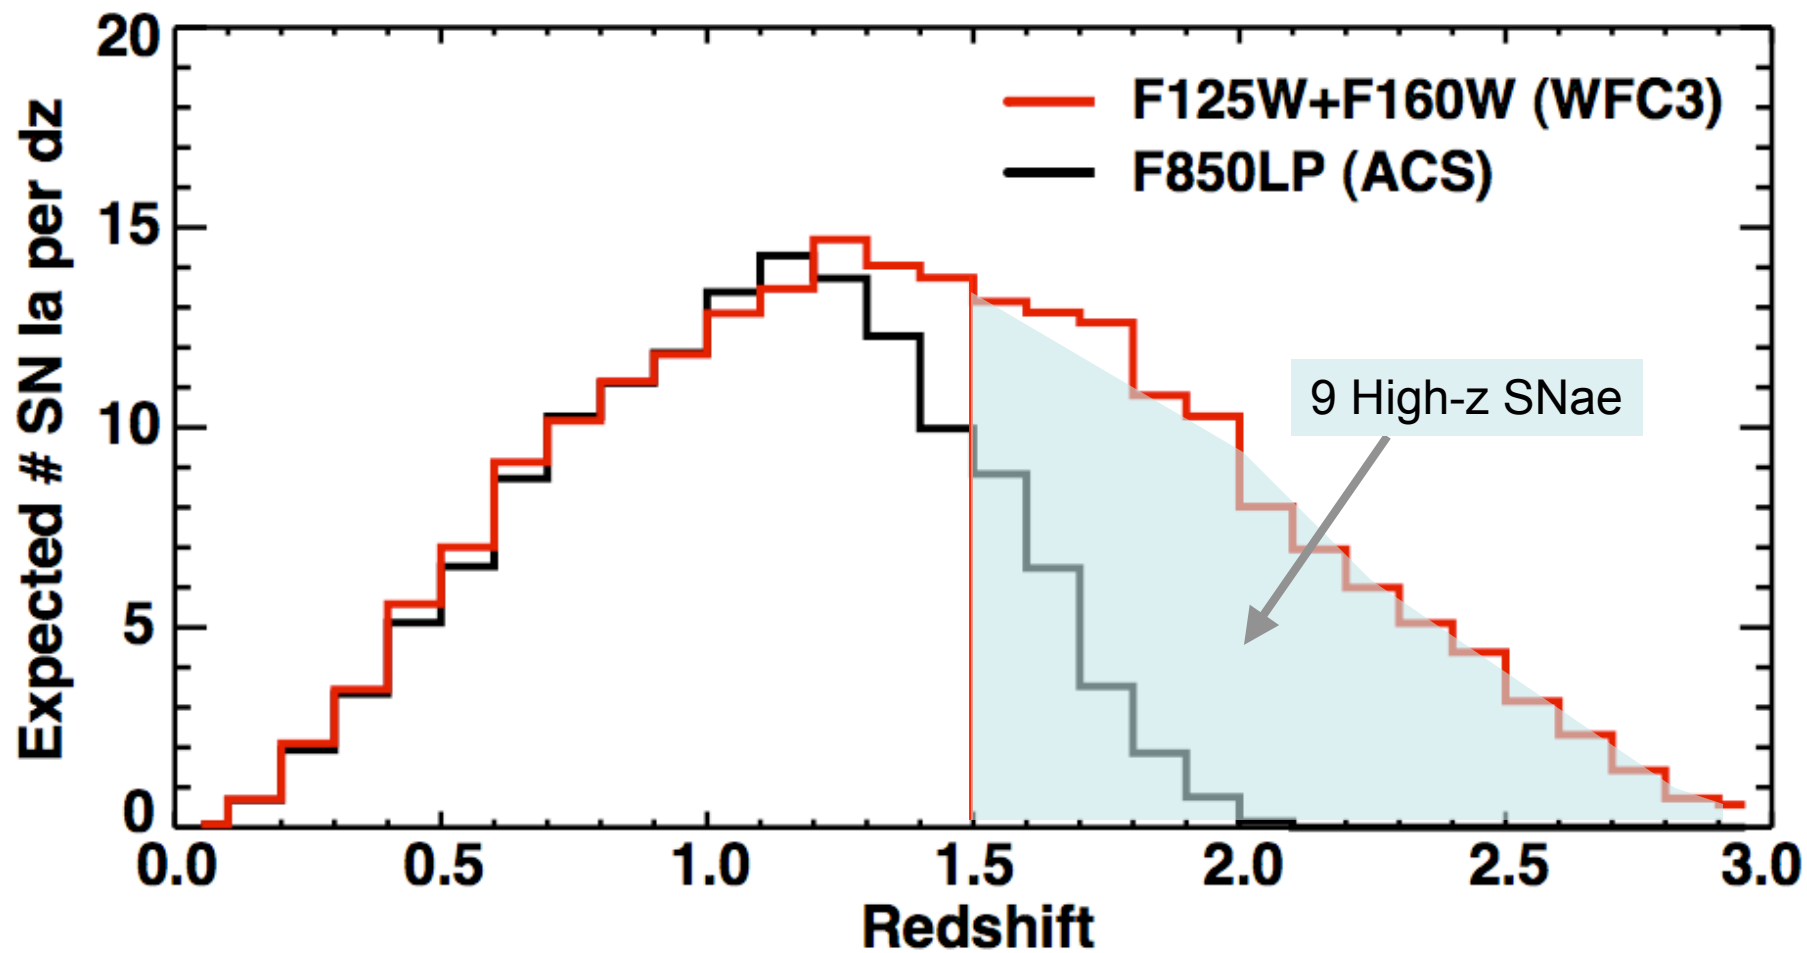 20
15
10
5
0
Expected # SN Ia per dz
F125W+F160W (WFC3)
F850LP (ACS)
9 High-z SNae
0.0 0.5 1.0 1.5 2.0 2.5 3.0
Redshift